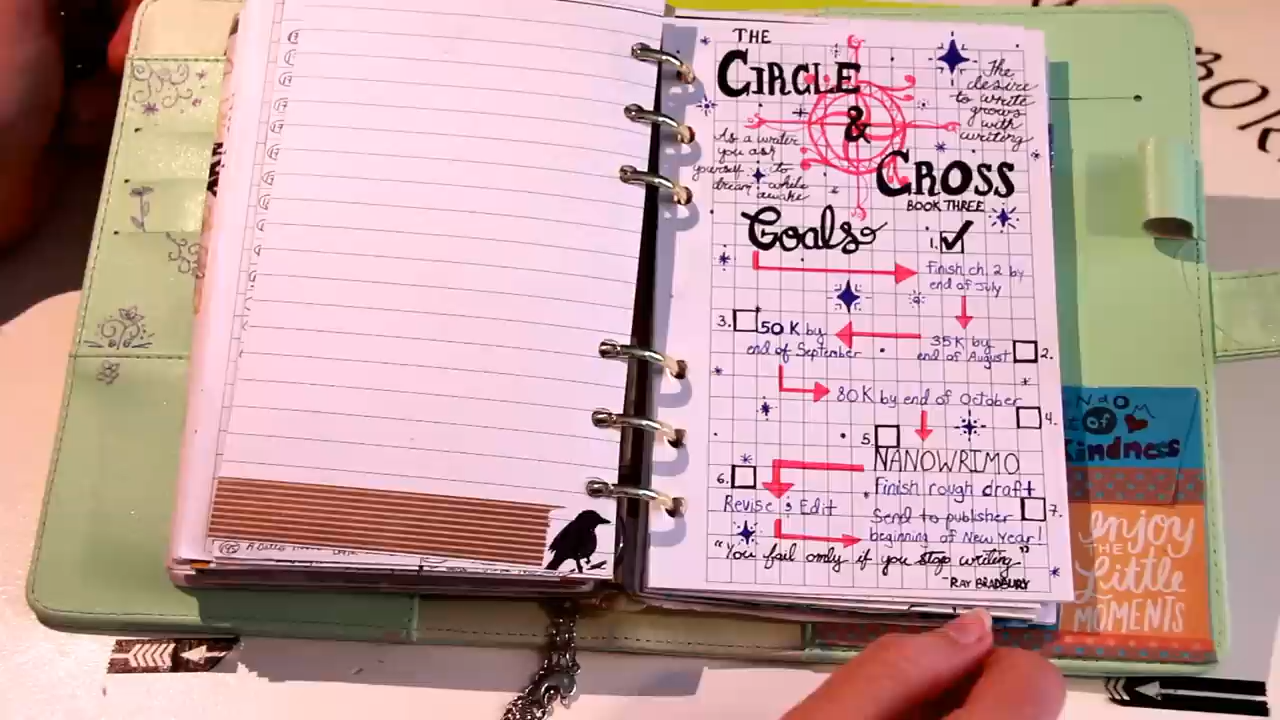 THE
CIRCLE
&
CROSS
BOOK THREE
The
desire
to write
grows
with
writing
As a writer
you ask
yourself to
dream while
awake
Goals
1.
Finish ch. 2 by
end of July
35K by
end of August
2.
3.
50K by
end of September
80K by end of October
4.
5.
NANOWRIMO
Finish rough draft
6.
Revise & Edit
7.
Send to publisher
beginning of New Year!
"You fail only if you stop writing"
-RAY BRADBURY
OF
Kindness
enjoy
THE
Little
MOMENTS